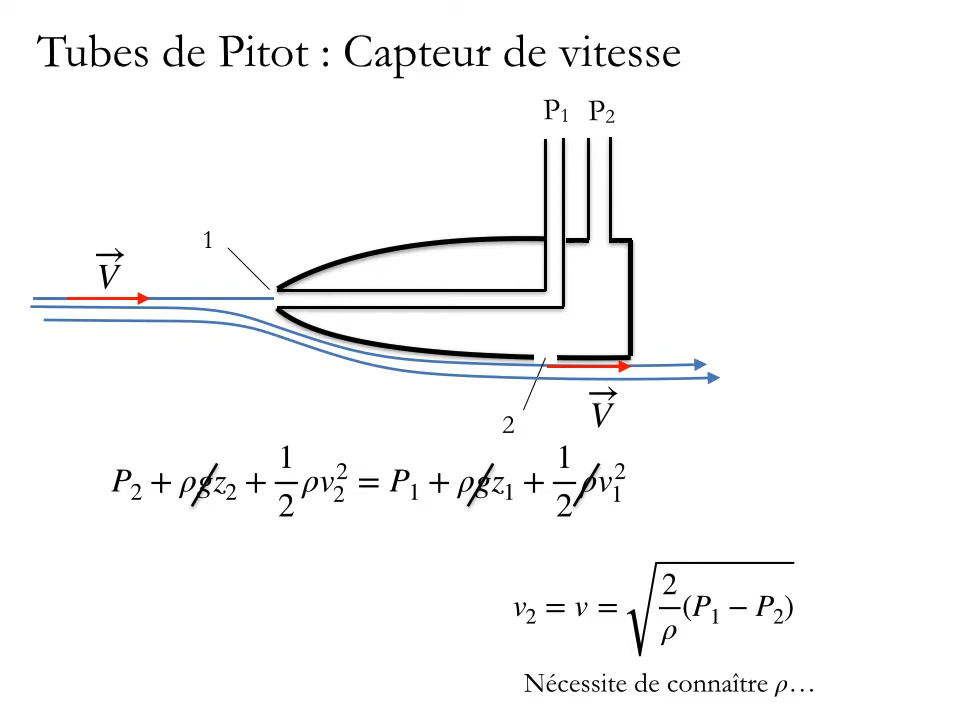 Tubes de Pitot : Capteur de vitesse
P₁ P₂
1
V⃗
V⃗
2
P₂ + ρgz₂ + 1/2 ρv₂² = P₁ + ρgz₁ + 1/2 ρv₁²
v₂ = v = √(2/ρ (P₁ − P₂))
Nécessite de connaître ρ…